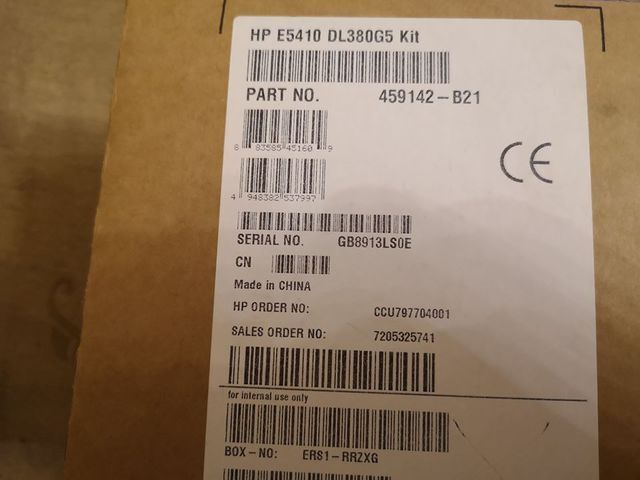 HP E5410 DL380G5 Kit
PART NO. 459142-B21
8 83585 45160 9
4 948382 537997
CE
SERIAL NO. GB8913LS0E
CN
Made in CHINA
HP ORDER NO: CCU797704001
SALES ORDER NO: 7205325741
for internal use only
BOX-NO: ERS1-RR2XG